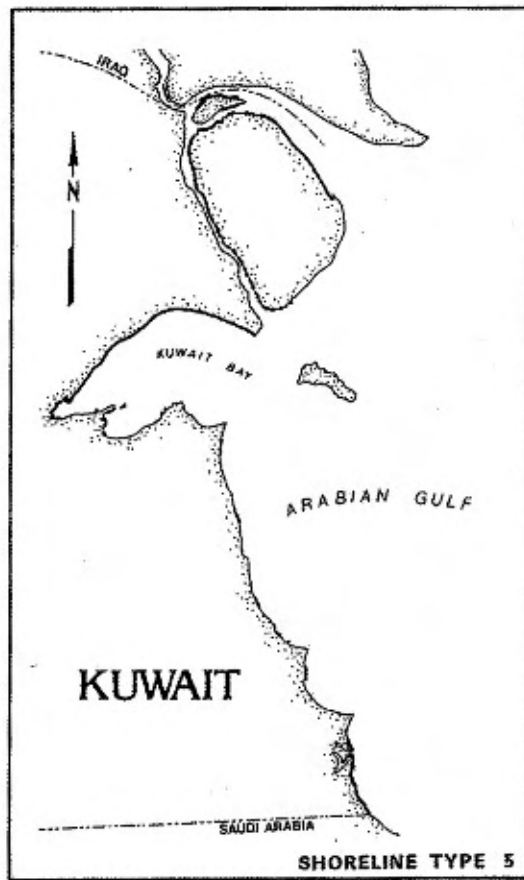 IRAQ
N
KUWAIT BAY
ARABIAN GULF
KUWAIT
SAUDI ARABIA
SHORELINE TYPE 5